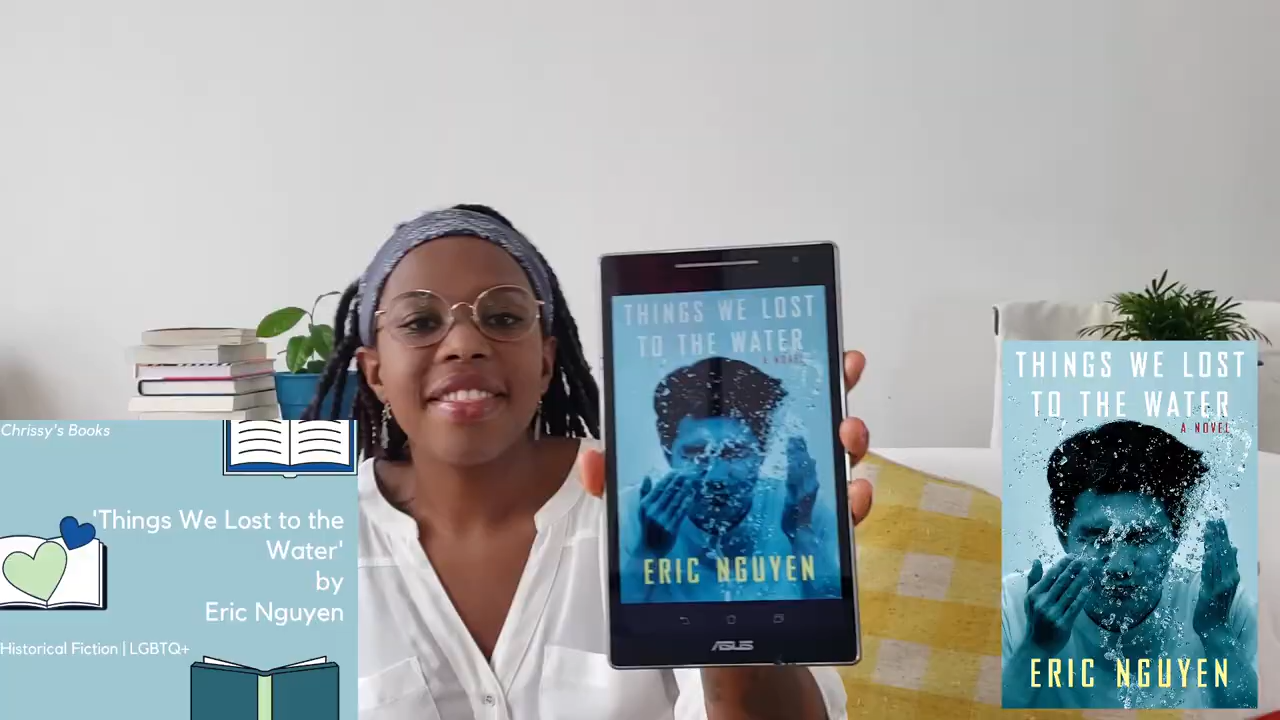 Chrissy's Books
'Things We Lost to the
Water'
by
Eric Nguyen
Historical Fiction | LGBTQ+
THINGS WE LOST
TO THE WATER
A NOVEL
ERIC NGUYEN
ASUS
THINGS WE LOST
TO THE WATER
A NOVEL
ERIC NGUYEN